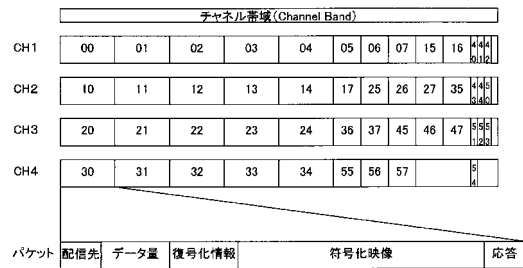 チャネル帯域(Channel Band)
CH1 00 01 02 03 04 05 06 07 15 16 40 41 42
CH2 10 11 12 13 14 17 25 26 27 35 43 44 50
CH3 20 21 22 23 24 36 37 45 46 47 51 52 53
CH4 30 31 32 33 34 55 56 57 54
パケット 配信先 データ量 復号化情報 符号化映像 応答